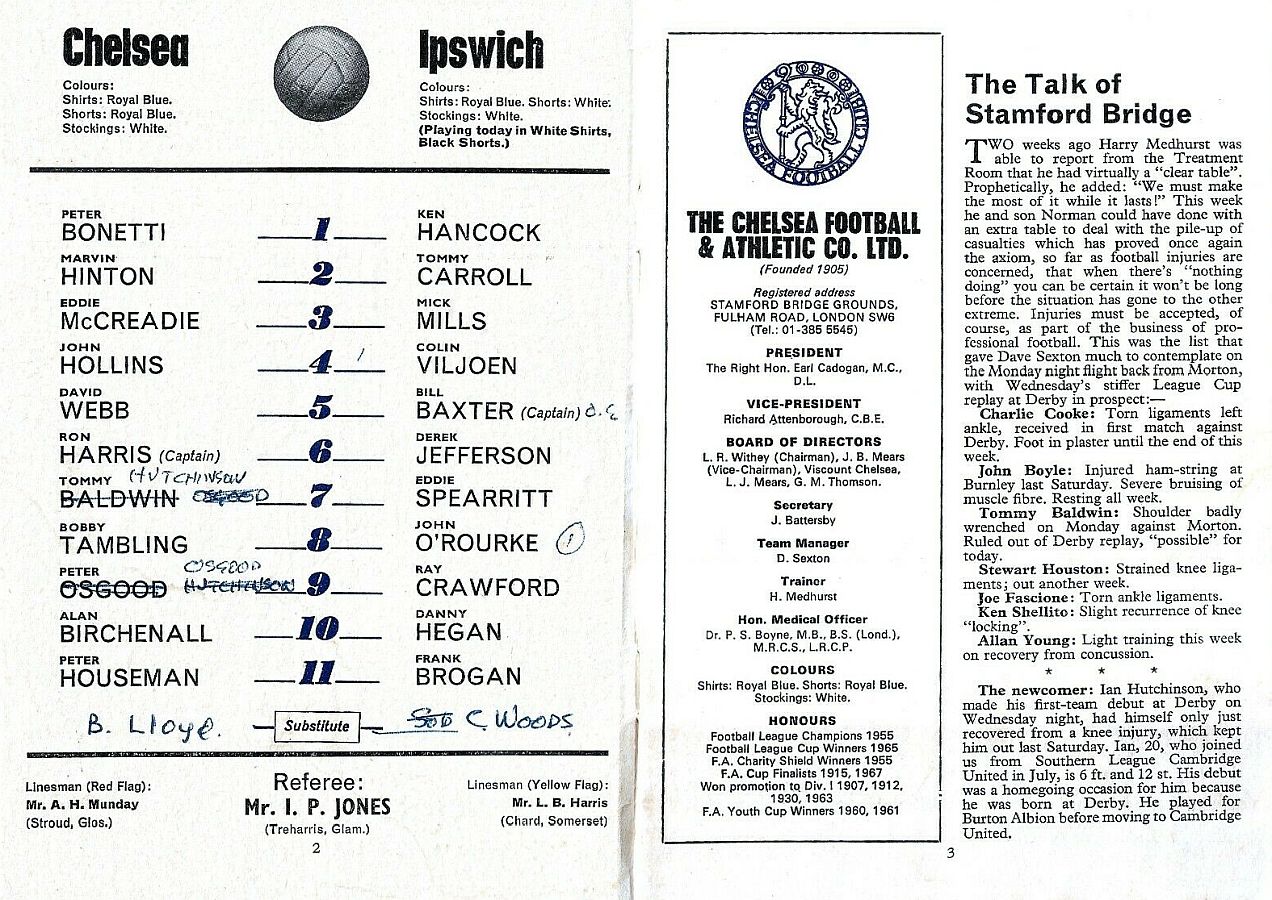 Chelsea
Colours:
Shirts: Royal Blue.
Shorts: Royal Blue.
Stockings: White.
Ipswich
Colours:
Shirts: Royal Blue. Shorts: White.
Stockings: White.
(Playing today in White Shirts,
Black Shorts.)
PETER
BONETTI 1
KEN
HANCOCK
MARVIN
HINTON 2
TOMMY
CARROLL
EDDIE
McCREADIE 3
MICK
MILLS
JOHN
HOLLINS 4
COLIN
VILJOEN
DAVID
WEBB 5
BILL
BAXTER (Captain)
RON
HARRIS (Captain) 6
DEREK
JEFFERSON
TOMMY HUTCHINSON
BALDWIN OSGOOD 7
EDDIE
SPEARRITT
BOBBY
TAMBLING 8
JOHN
O'ROURKE 1
PETER OSGOOD
OSGOOD HUTCHINSON 9
RAY
CRAWFORD
ALAN
BIRCHENALL 10
DANNY
HEGAN
PETER
HOUSEMAN 11
FRANK
BROGAN
B. Lloyd. Substitute C WOODS
Linesman (Red Flag):
Mr. A. H. Munday
(Stroud, Glos.)
Referee:
Mr. I. P. JONES
(Treharris, Glam.)
Linesman (Yellow Flag):
Mr. L. B. Harris
(Chard, Somerset)
2
CHELSEA FOOTBALL CLUB
THE CHELSEA FOOTBALL
& ATHLETIC CO. LTD.
(Founded 1905)
Registered address
STAMFORD BRIDGE GROUNDS,
FULHAM ROAD, LONDON SW6
(Tel.: 01-385 5545)
PRESIDENT
The Right Hon. Earl Cadogan, M.C.,
D.L.
VICE-PRESIDENT
Richard Attenborough, C.B.E.
BOARD OF DIRECTORS
L. R. Withey (Chairman), J. B. Mears
(Vice-Chairman), Viscount Chelsea,
L. J. Mears, G. M. Thomson.
Secretary
J. Battersby
Team Manager
D. Sexton
Trainer
H. Medhurst
Hon. Medical Officer
Dr. P. S. Boyne, M.B., B.S. (Lond.),
M.R.C.S., L.R.C.P.
COLOURS
Shirts: Royal Blue. Shorts: Royal Blue.
Stockings: White.
HONOURS
Football League Champions 1955
Football League Cup Winners 1965
F.A. Charity Shield Winners 1955
F.A. Cup Finalists 1915, 1967
Won promotion to Div. I 1907, 1912,
1930, 1963
F.A. Youth Cup Winners 1960, 1961
The Talk of
Stamford Bridge
TWO weeks ago Harry Medhurst was
able to report from the Treatment
Room that he had virtually a "clear table".
Prophetically, he added: "We must make
the most of it while it lasts!" This week
he and son Norman could have done with
an extra table to deal with the pile-up of
casualties which has proved once again
the axiom, so far as football injuries are
concerned, that when there's "nothing
doing" you can be certain it won't be long
before the situation has gone to the other
extreme. Injuries must be accepted, of
course, as part of the business of pro-
fessional football. This was the list that
gave Dave Sexton much to contemplate on
the Monday night flight back from Morton,
with Wednesday's stiffer League Cup
replay at Derby in prospect:—
Charlie Cooke: Torn ligaments left
ankle, received in first match against
Derby. Foot in plaster until the end of this
week.
John Boyle: Injured ham-string at
Burnley last Saturday. Severe bruising of
muscle fibre. Resting all week.
Tommy Baldwin: Shoulder badly
wrenched on Monday against Morton.
Ruled out of Derby replay, "possible" for
today.
Stewart Houston: Strained knee liga-
ments; out another week.
Joe Fascione: Torn ankle ligaments.
Ken Shellito: Slight recurrence of knee
"locking".
Allan Young: Light training this week
on recovery from concussion.
* * *
The newcomer: Ian Hutchinson, who
made his first-team debut at Derby on
Wednesday night, had himself only just
recovered from a knee injury, which kept
him out last Saturday. Ian, 20, who joined
us from Southern League Cambridge
United in July, is 6 ft. and 12 st. His debut
was a homegoing occasion for him because
he was born at Derby. He played for
Burton Albion before moving to Cambridge
United.
3